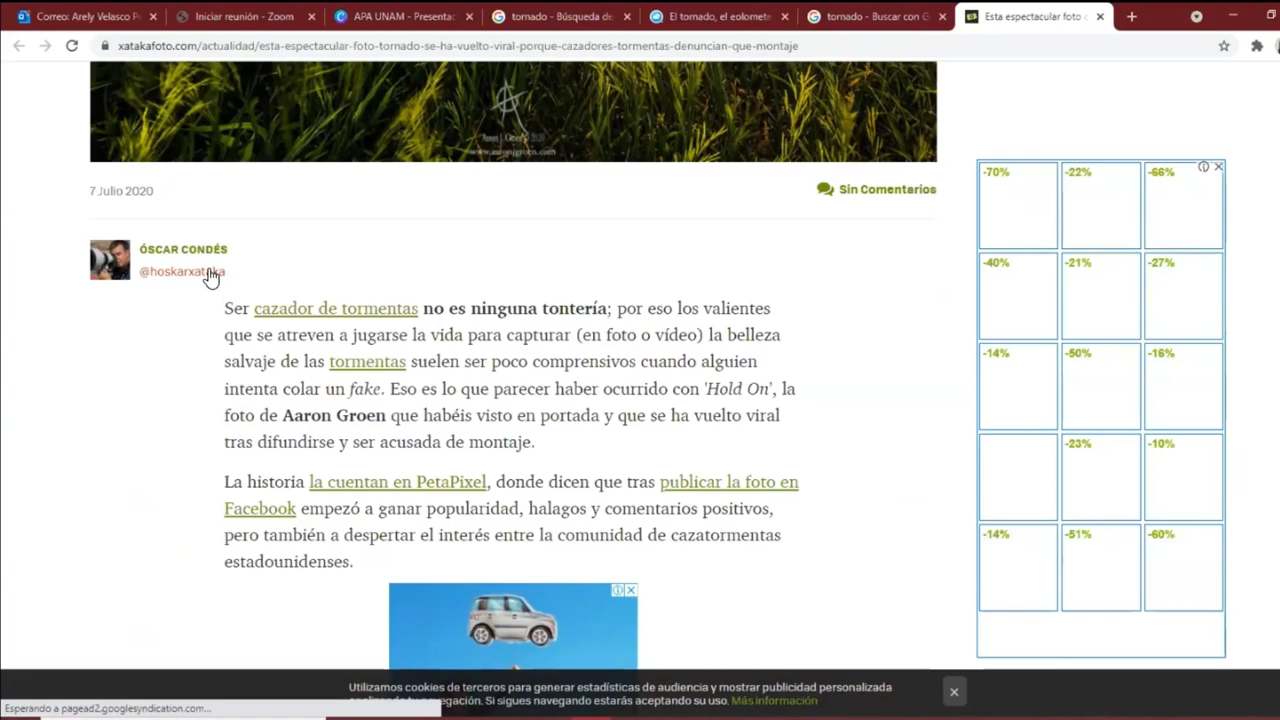 Correo: Arely Velasco P
Iniciar reunión - Zoom
APA UNAM - Presenta
tornado - Búsqueda de
El tornado, el eolomet
tornado - Buscar con G
Esta espectacular foto
xatakafoto.com/actualidad/esta-espectacular-foto-tornado-se-ha-vuelto-viral-porque-cazadores-tormentas-denuncian-que-montaje
7 Julio 2020
Sin Comentarios
ÓSCAR CONDÉS
@hoskarxataka
Ser cazador de tormentas no es ninguna tontería; por eso los valientes
que se atreven a jugarse la vida para capturar (en foto o vídeo) la belleza
salvaje de las tormentas suelen ser poco comprensivos cuando alguien
intenta colar un fake. Eso es lo que parecer haber ocurrido con 'Hold On', la
foto de Aaron Groen que habéis visto en portada y que se ha vuelto viral
tras difundirse y ser acusada de montaje.
La historia la cuentan en PetaPixel, donde dicen que tras publicar la foto en
Facebook empezó a ganar popularidad, halagos y comentarios positivos,
pero también a despertar el interés entre la comunidad de cazatormentas
estadounidenses.
-70% -22% -66%
-40% -21% -27%
-14% -50% -16%
-23% -10%
-14% -51% -60%
Utilizamos cookies de terceros para generar estadísticas de audiencia y mostrar publicidad personalizada
navegación. Si sigues navegando estarás aceptando su uso. Más información
Esperando a pagead2.googlesyndication.com...